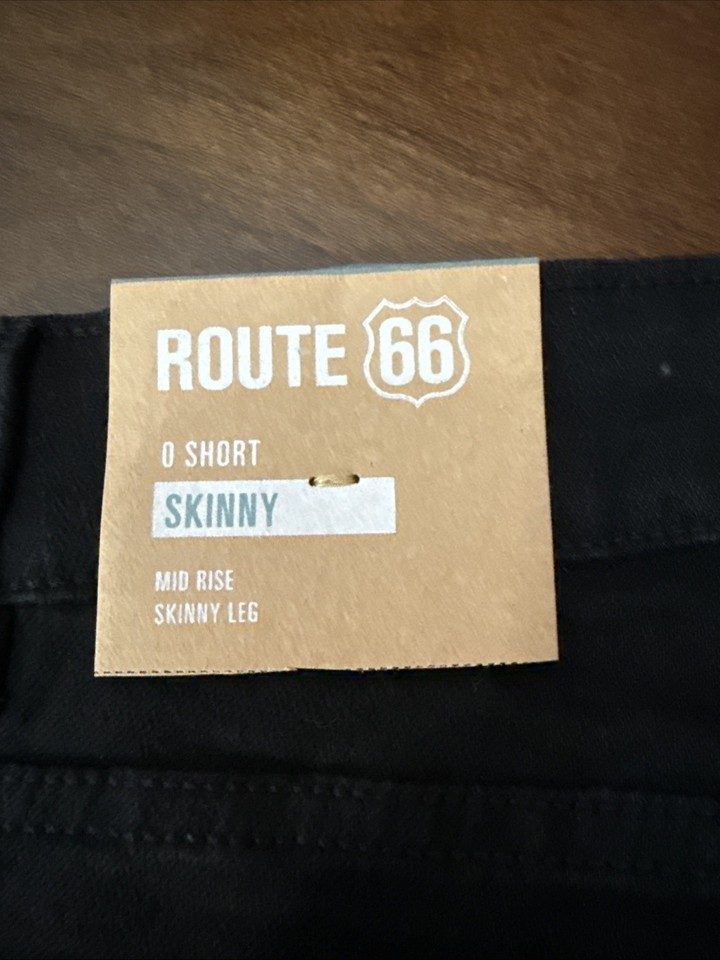 ROUTE 66
0 SHORT
SKINNY
MID RISE
SKINNY LEG